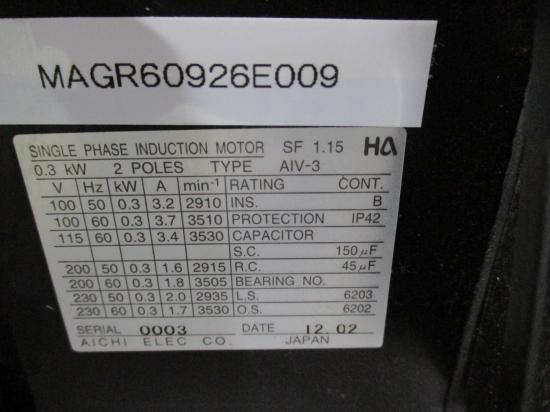 MAGR60926E009
SINGLE PHASE INDUCTION MOTOR SF 1.15 HA
0.3 kW 2 POLES TYPE AIV-3
V Hz kW A min-1 RATING CONT.
100 50 0.3 3.2 2910 INS. B
100 60 0.3 3.7 3510 PROTECTION IP42
115 60 0.3 3.4 3530 CAPACITOR
S.C. 150μF
200 50 0.3 1.6 2915 R.C. 45μF
200 60 0.3 1.8 3505 BEARING NO.
230 50 0.3 2.0 2935 L.S. 6203
230 60 0.3 1.7 3530 O.S. 6202
SERIAL 0003 DATE 12.02
AICHI ELEC CO. JAPAN